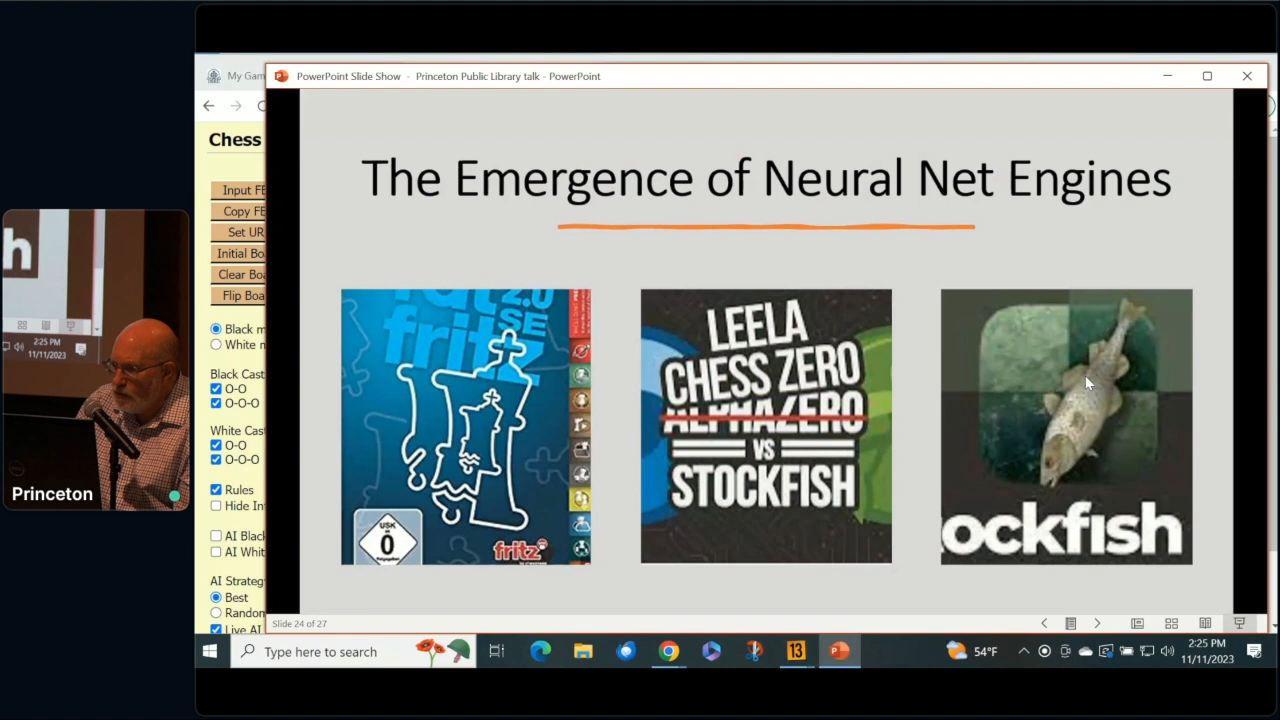 My Gam
PowerPoint Slide Show - Princeton Public Library talk - PowerPoint
Chess
Input FE
Copy FE
Set UR
Initial Boa
Clear Boa
Flip Boa
Black m
White m
Black Cast
O-O
O-O-O
White Cast
O-O
O-O-O
Rules
Hide Inf
AI Black
AI Whit
AI Strategy
Best
Random
Live AI
The Emergence of Neural Net Engines
2.0
SE
fritz
USK
0
fritz
LEELA
CHESS ZERO
ALPHAZERO
VS
STOCKFISH
ockfish
Slide 24 of 27
h
2:25 PM
11/11/2023
Princeton
Type here to search
13
54°F
2:25 PM
11/11/2023